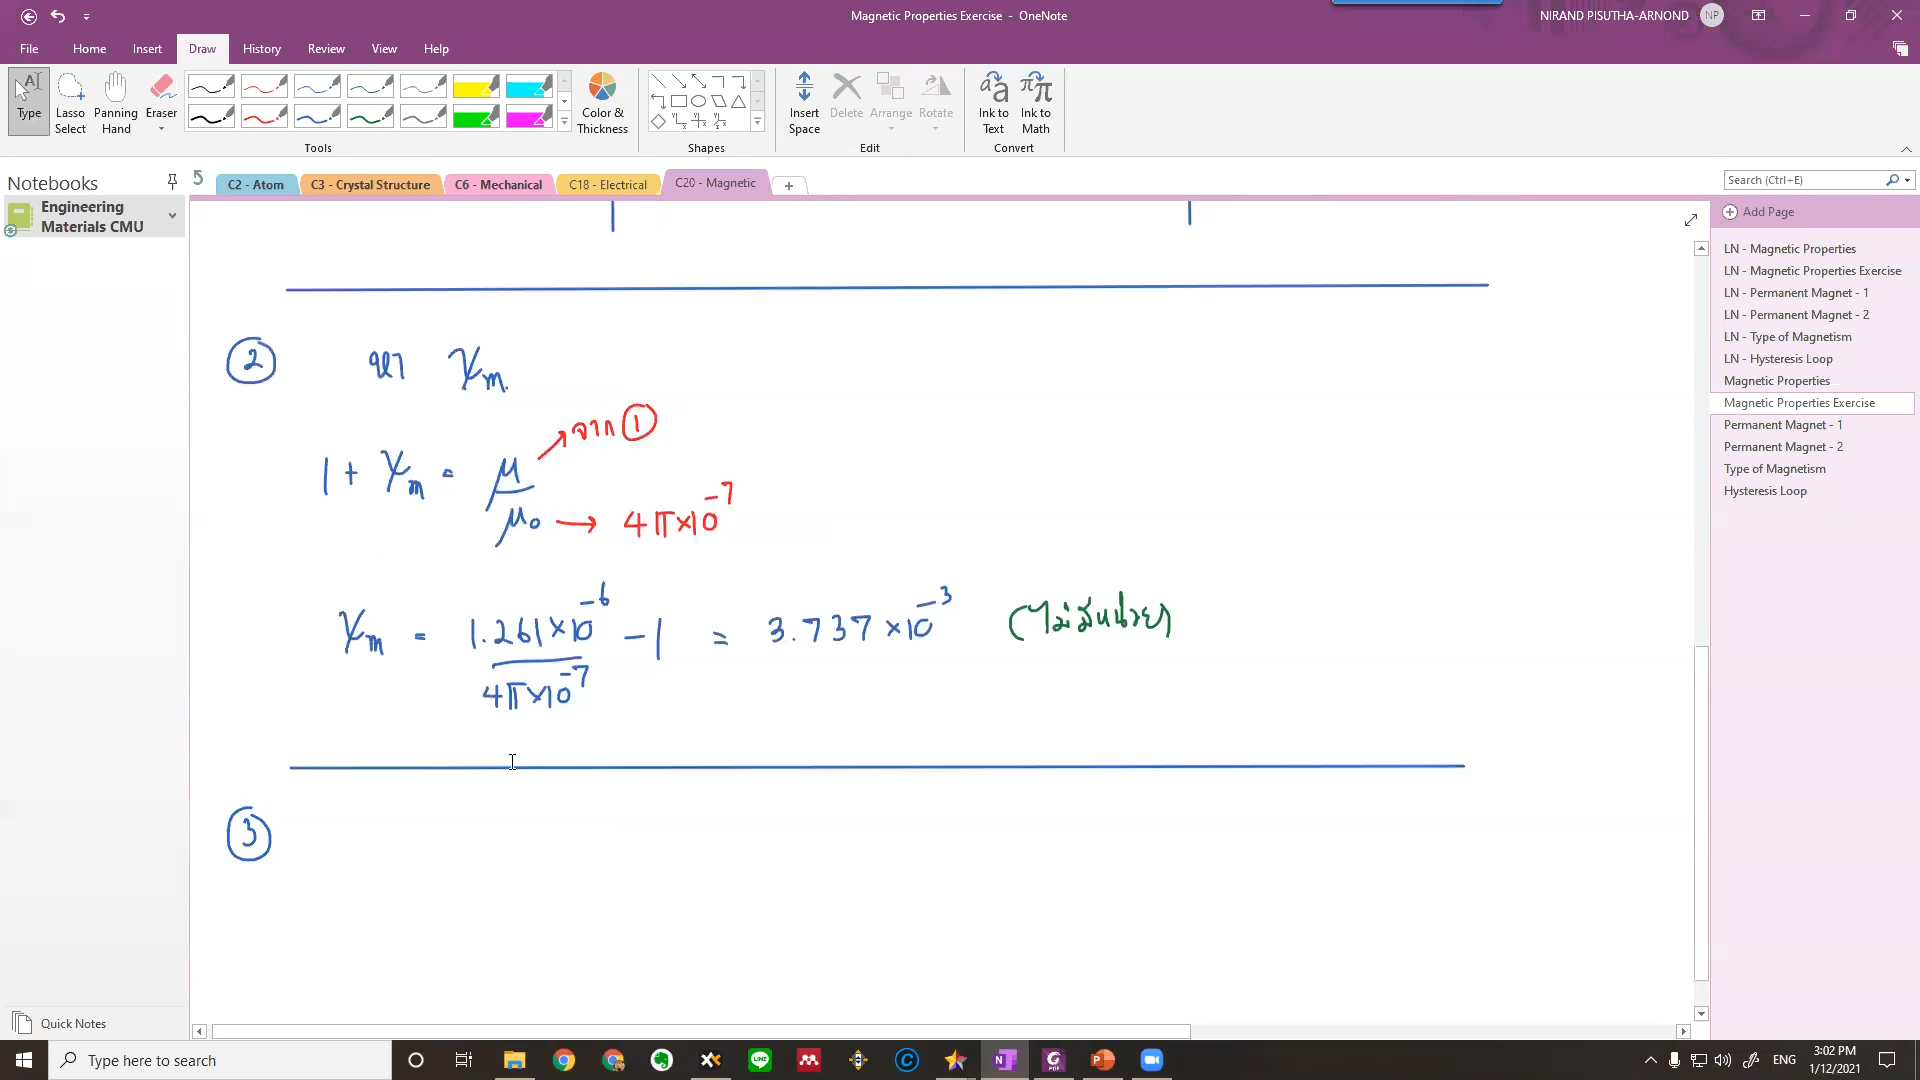 Magnetic Properties Exercise - OneNote
NIRAND PISUTHA-ARNOND NP
File Home Insert Draw History Review View Help
Type
Lasso Select
Panning Hand
Eraser
Color & Thickness
Insert Space
Delete
Arrange
Rotate
Ink to Text
Ink to Math
Tools Shapes Edit Convert
Notebooks
Engineering Materials CMU
C2 - Atom C3 - Crystal Structure C6 - Mechanical C18 - Electrical C20 - Magnetic
Search (Ctrl+E)
Add Page
LN - Magnetic Properties
LN - Magnetic Properties Exercise
LN - Permanent Magnet - 1
LN - Permanent Magnet - 2
LN - Type of Magnetism
LN - Hysteresis Loop
Magnetic Properties
Magnetic Properties Exercise
Permanent Magnet - 1
Permanent Magnet - 2
Type of Magnetism
Hysteresis Loop
② หา χm
1 + χm = μ/μ₀
จาก ①
4π×10⁻⁷
χm = 1.261×10⁻⁶/4π×10⁻⁷ - 1 = 3.737 ×10⁻³ (ไม่มีหน่วย)
③
Quick Notes
Type here to search
ENG
3:02 PM
1/12/2021